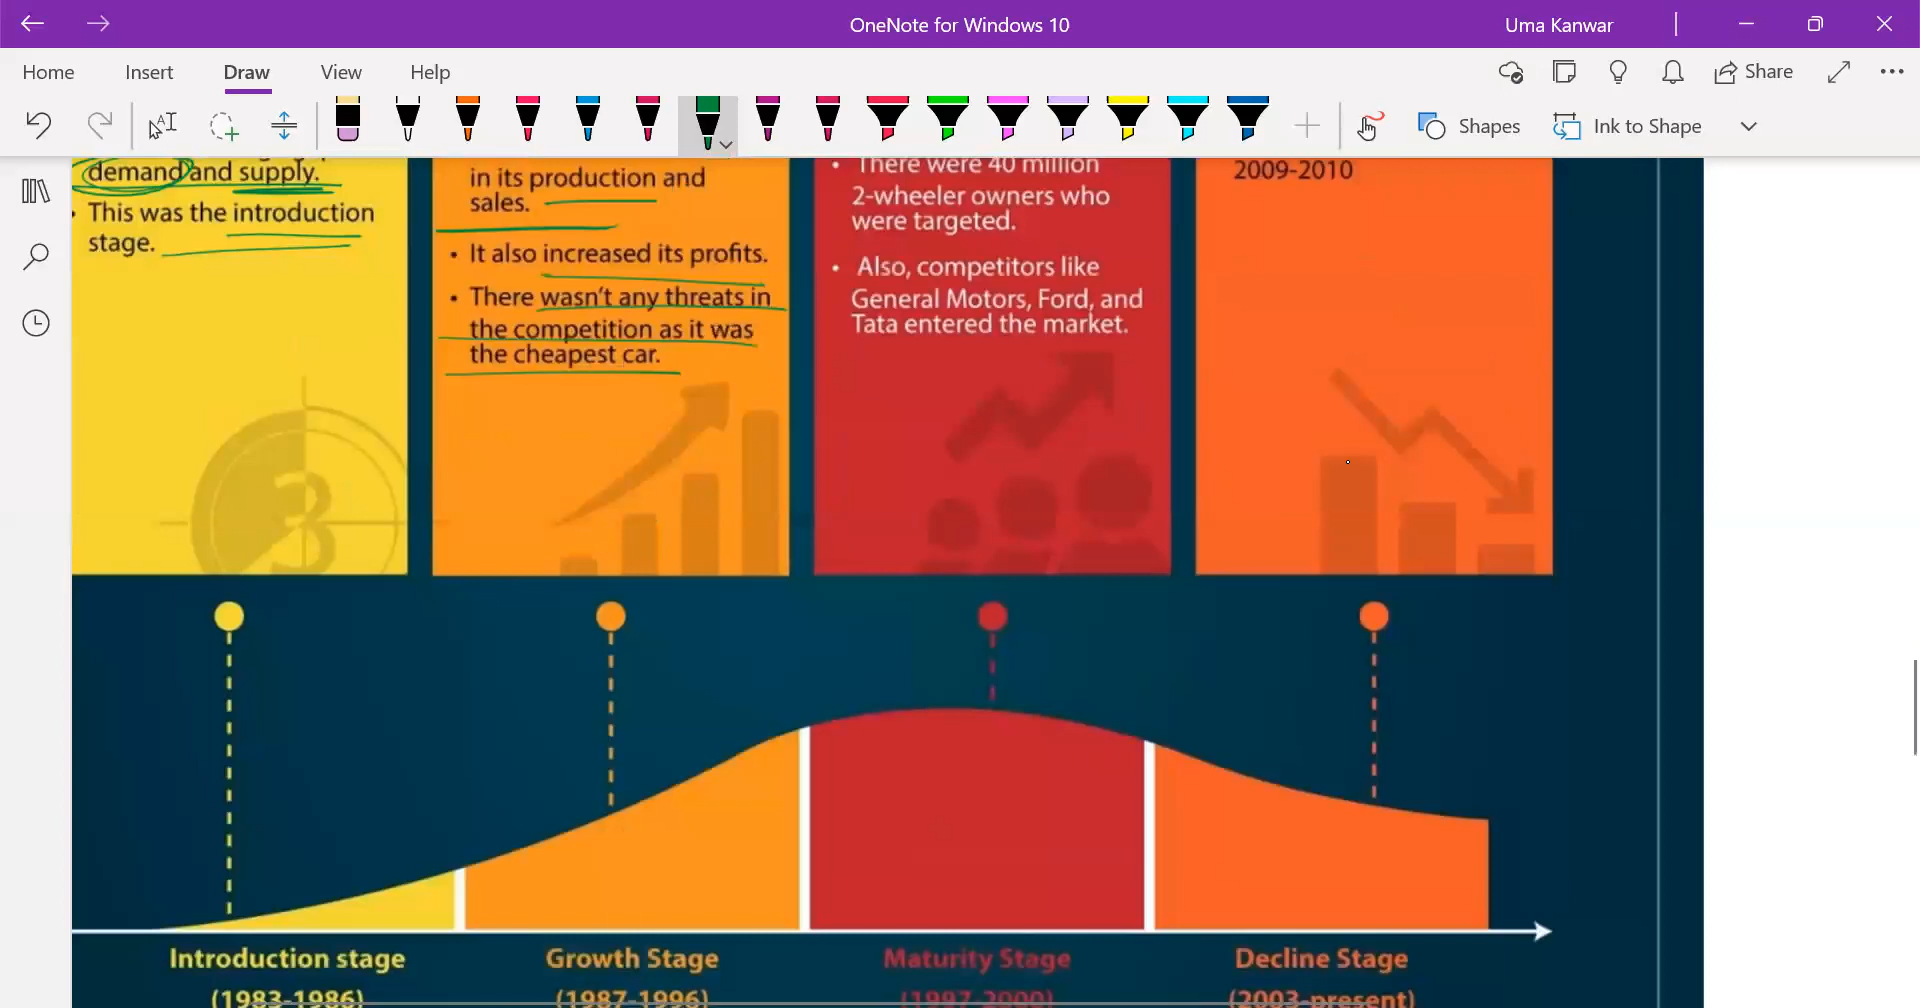 OneNote for Windows 10
Uma Kanwar
Home Insert Draw View Help
Share
Shapes
Ink to Shape
demand and supply.
• This was the introduction
stage.
in its production and
sales.
• It also increased its profits.
• There wasn't any threats in
the competition as it was
the cheapest car.
• There were 40 million
2-wheeler owners who
were targeted.
• Also, competitors like
General Motors, Ford, and
Tata entered the market.
2009-2010
3
Introduction stage
(1983-1986)
Growth Stage
(1987-1996)
Maturity Stage
(1997-2000)
Decline Stage
(2003-present)